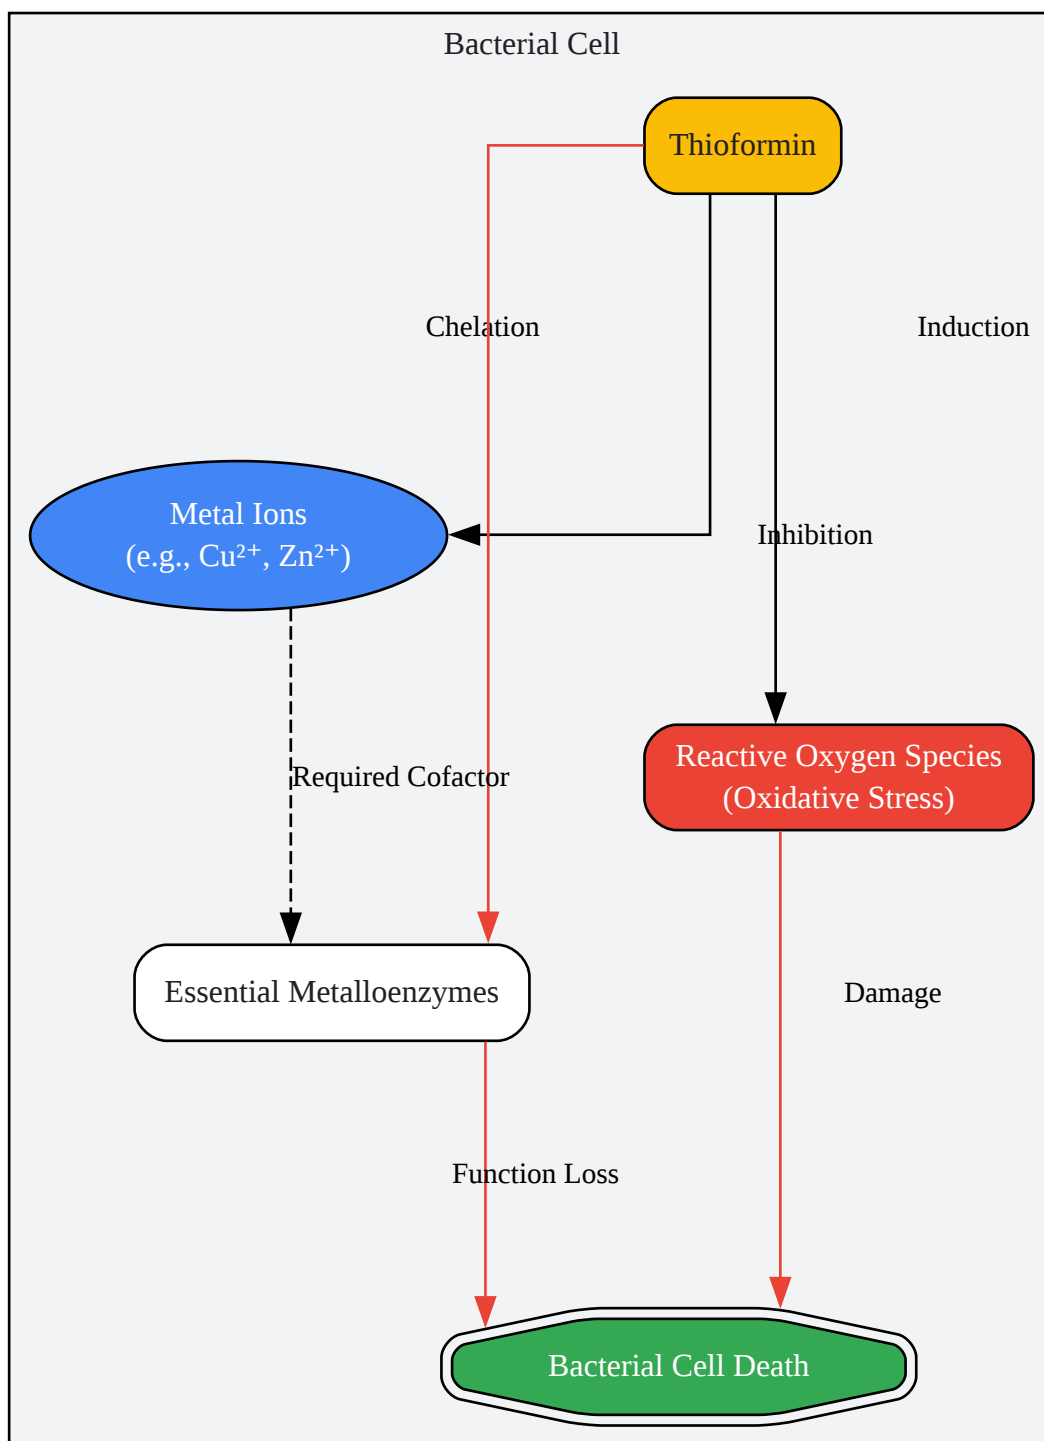 Bacterial Cell
Thioformin
Chelation
Induction
Metal Ions
(e.g., Cu²⁺, Zn²⁺)
Inhibition
Reactive Oxygen Species
(Oxidative Stress)
Required Cofactor
Essential Metalloenzymes
Damage
Function Loss
Bacterial Cell Death